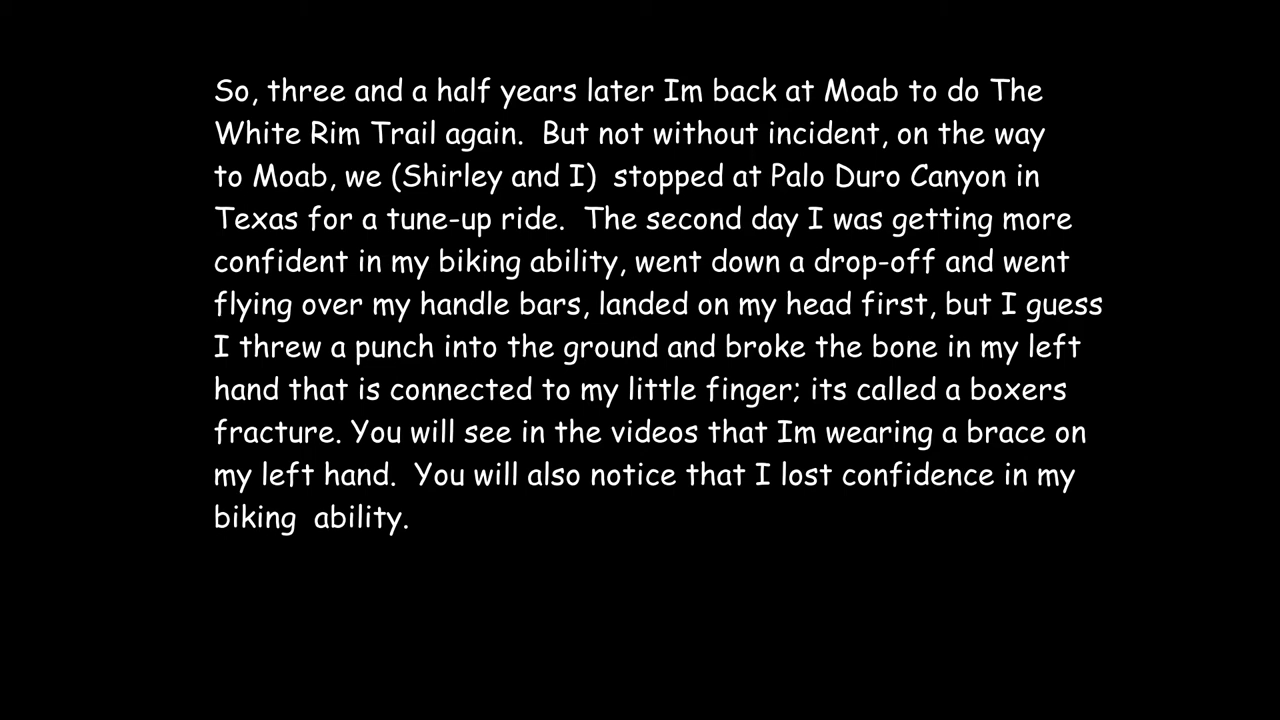 So, three and a half years later Im back at Moab to do The
White Rim Trail again.  But not without incident, on the way
to Moab, we (Shirley and I)  stopped at Palo Duro Canyon in
Texas for a tune-up ride.  The second day I was getting more
confident in my biking ability, went down a drop-off and went
flying over my handle bars, landed on my head first, but I guess
I threw a punch into the ground and broke the bone in my left
hand that is connected to my little finger; its called a boxers
fracture. You will see in the videos that Im wearing a brace on
my left hand.  You will also notice that I lost confidence in my
biking  ability.